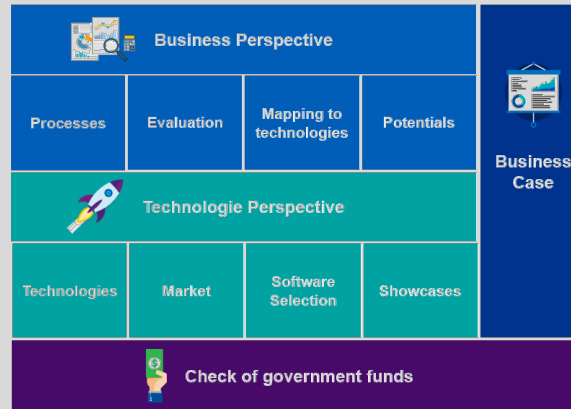 Business Perspective
Processes
Evaluation
Mapping to
technologies
Potentials
Technologie Perspective
Technologies
Market
Software
Selection
Showcases
Business
Case
Check of government funds